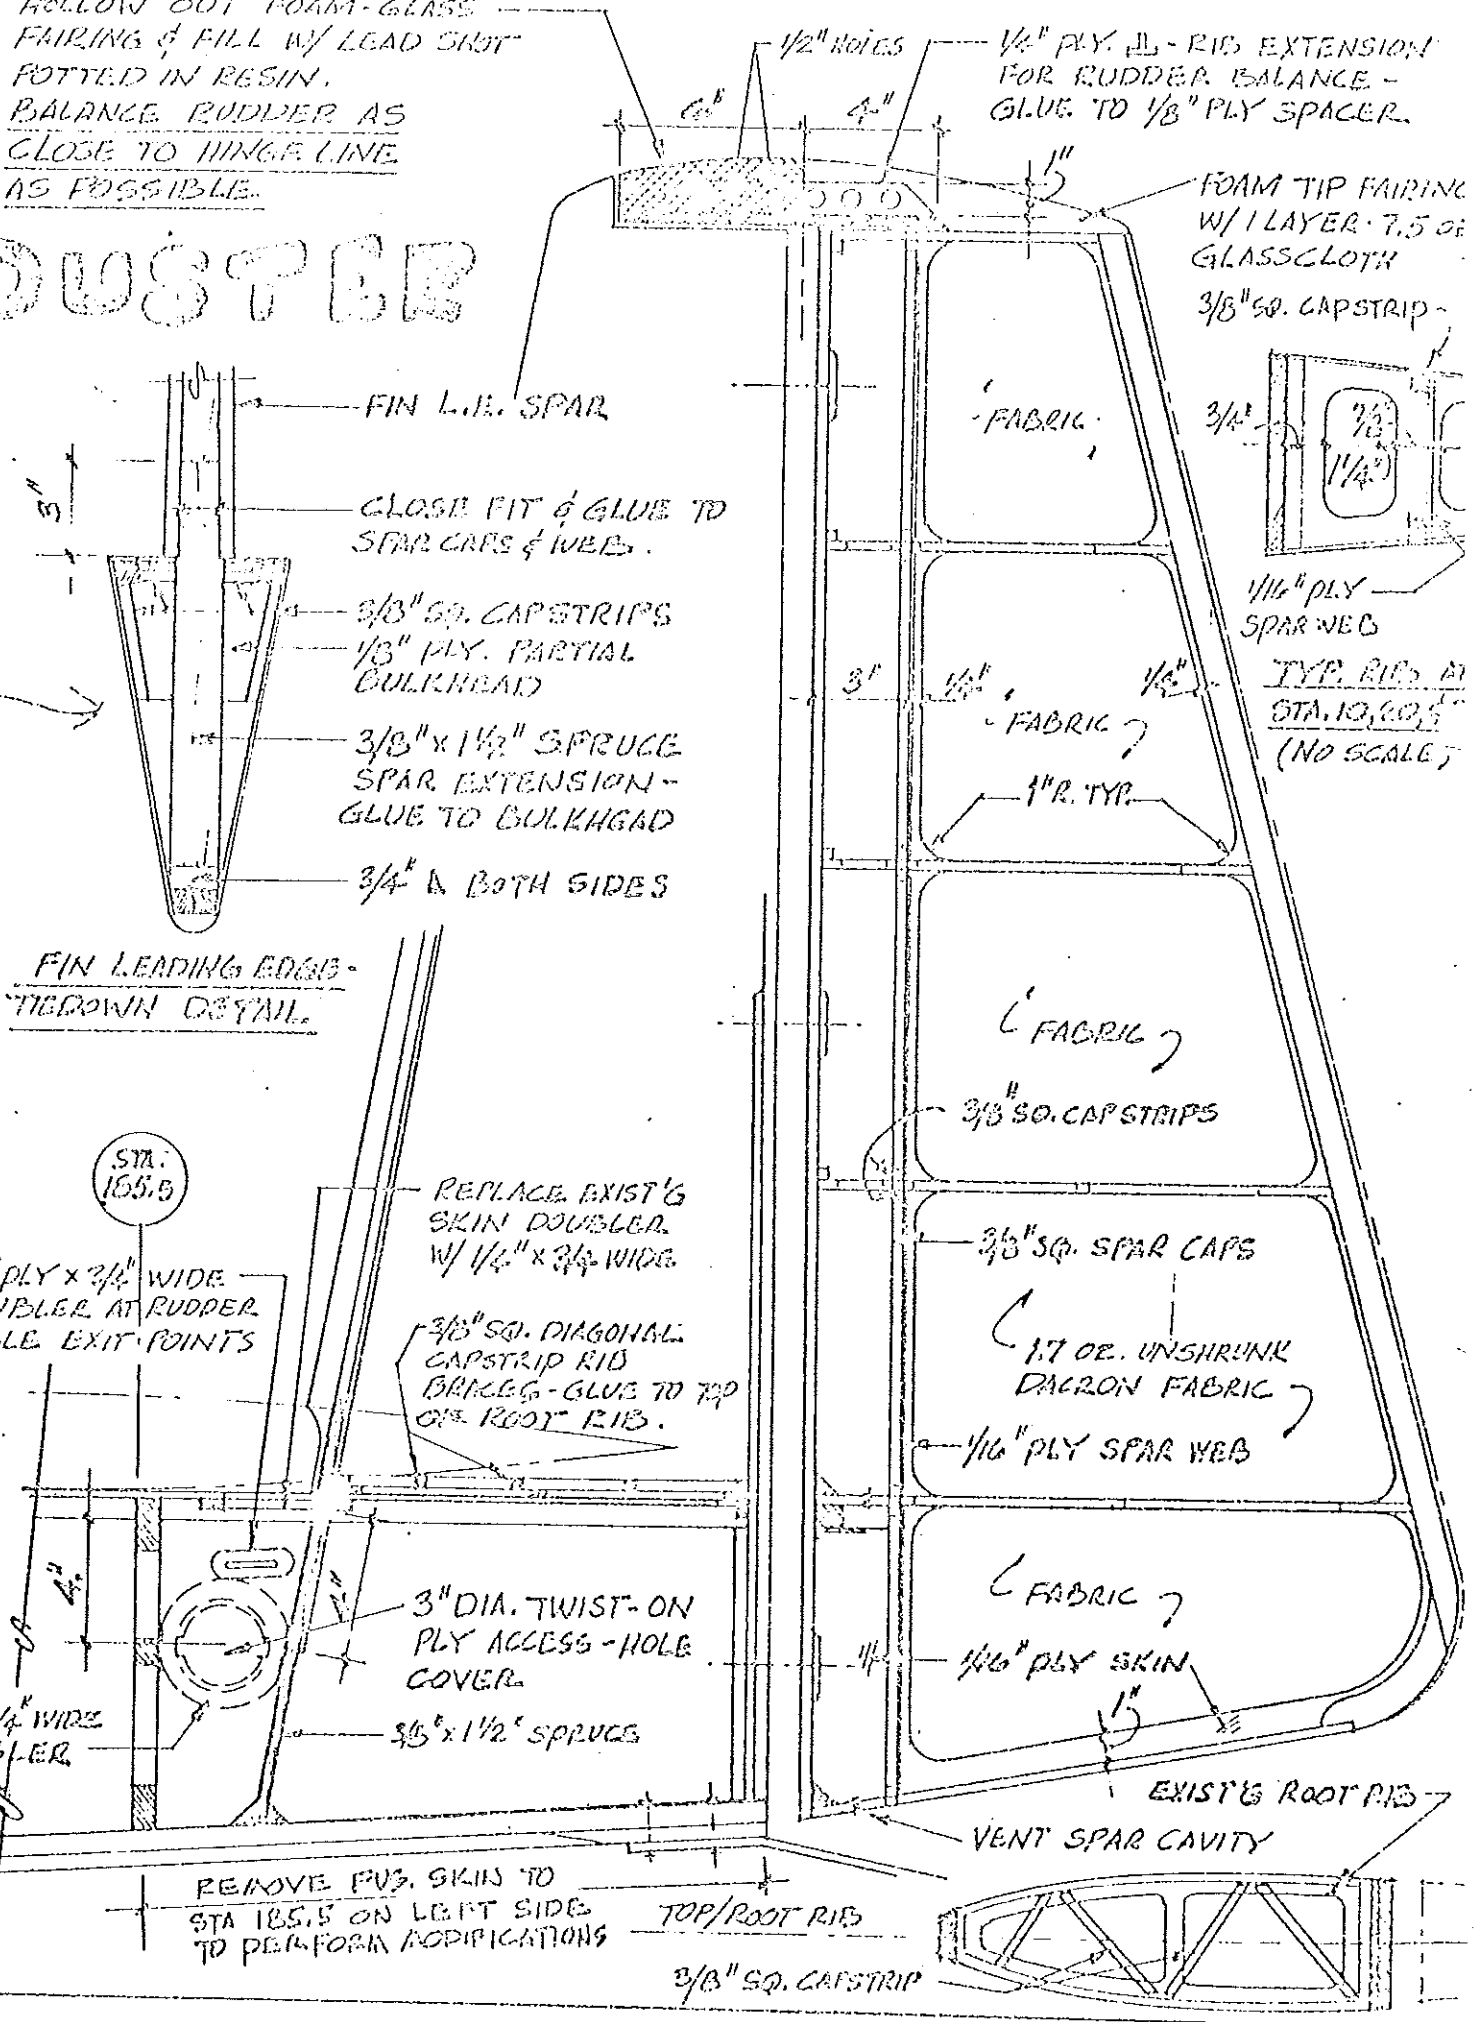 HOLLOW OUT FOAM-GLASS
FAIRING & FILL W/ LEAD SHOT
POTTED IN RESIN.
BALANCE RUDDER AS
CLOSE TO HINGE LINE
AS POSSIBLE.
DUSTER
1/2" HOLES
PLY. - RIB EXTENSION
FOR RUDDER BALANCE -
GLUE TO 1/8" PLY SPACER.
6"
4"
1"
FOAM TIP FAIRING
W/ 1 LAYER 7.5 OZ
GLASSCLOTH
3/8" SQ. CAPSTRIP
3/4"
1 1/4"
1/16" PLY
SPAR WEB
TYP. RIBS AT
STA. 10, 20, &
(NO SCALE)
FIN L.E. SPAR
3"
CLOSE FIT & GLUE TO
SPAR CAPS & WEB.
3/8" SQ. CAPSTRIPS
1/8" PLY. PARTIAL
BULKHEAD
3/8" x 1 1/2" SPRUCE
SPAR EXTENSION -
GLUE TO BULKHEAD
3/4" BOTH SIDES
FIN LEADING EDGE -
TIEDOWN DETAIL.
FABRIC
3"
FABRIC
1" R. TYP.
FABRIC
3/8" SQ. CAPSTRIPS
3/8" SQ. SPAR CAPS
1.7 OZ. UNSHRUNK
DACRON FABRIC
1/16" PLY SPAR WEB
FABRIC
1/16" PLY SKIN
1"
STA.
185.5
REPLACE EXIST'G
SKIN DOUBLER
W/ x 3/4 WIDE
PLY x 3/4" WIDE
UBLER AT RUDDER
LE EXIT POINTS
3/8" SQ. DIAGONAL
CAPSTRIP RIB
BRACES - GLUE TO TOP
OF ROOT RIB.
4"
3" DIA. TWIST-ON
PLY ACCESS-HOLE
COVER
3/8" x 1 1/2" SPRUCE
/4" WIDE
LER
EXIST'G ROOT RIB
VENT SPAR CAVITY
REMOVE FUS. SKIN TO
STA 185.5 ON LEFT SIDE
TO PERFORM MODIFICATIONS
TOP/ROOT RIB
3/8" SQ. CAPSTRIP